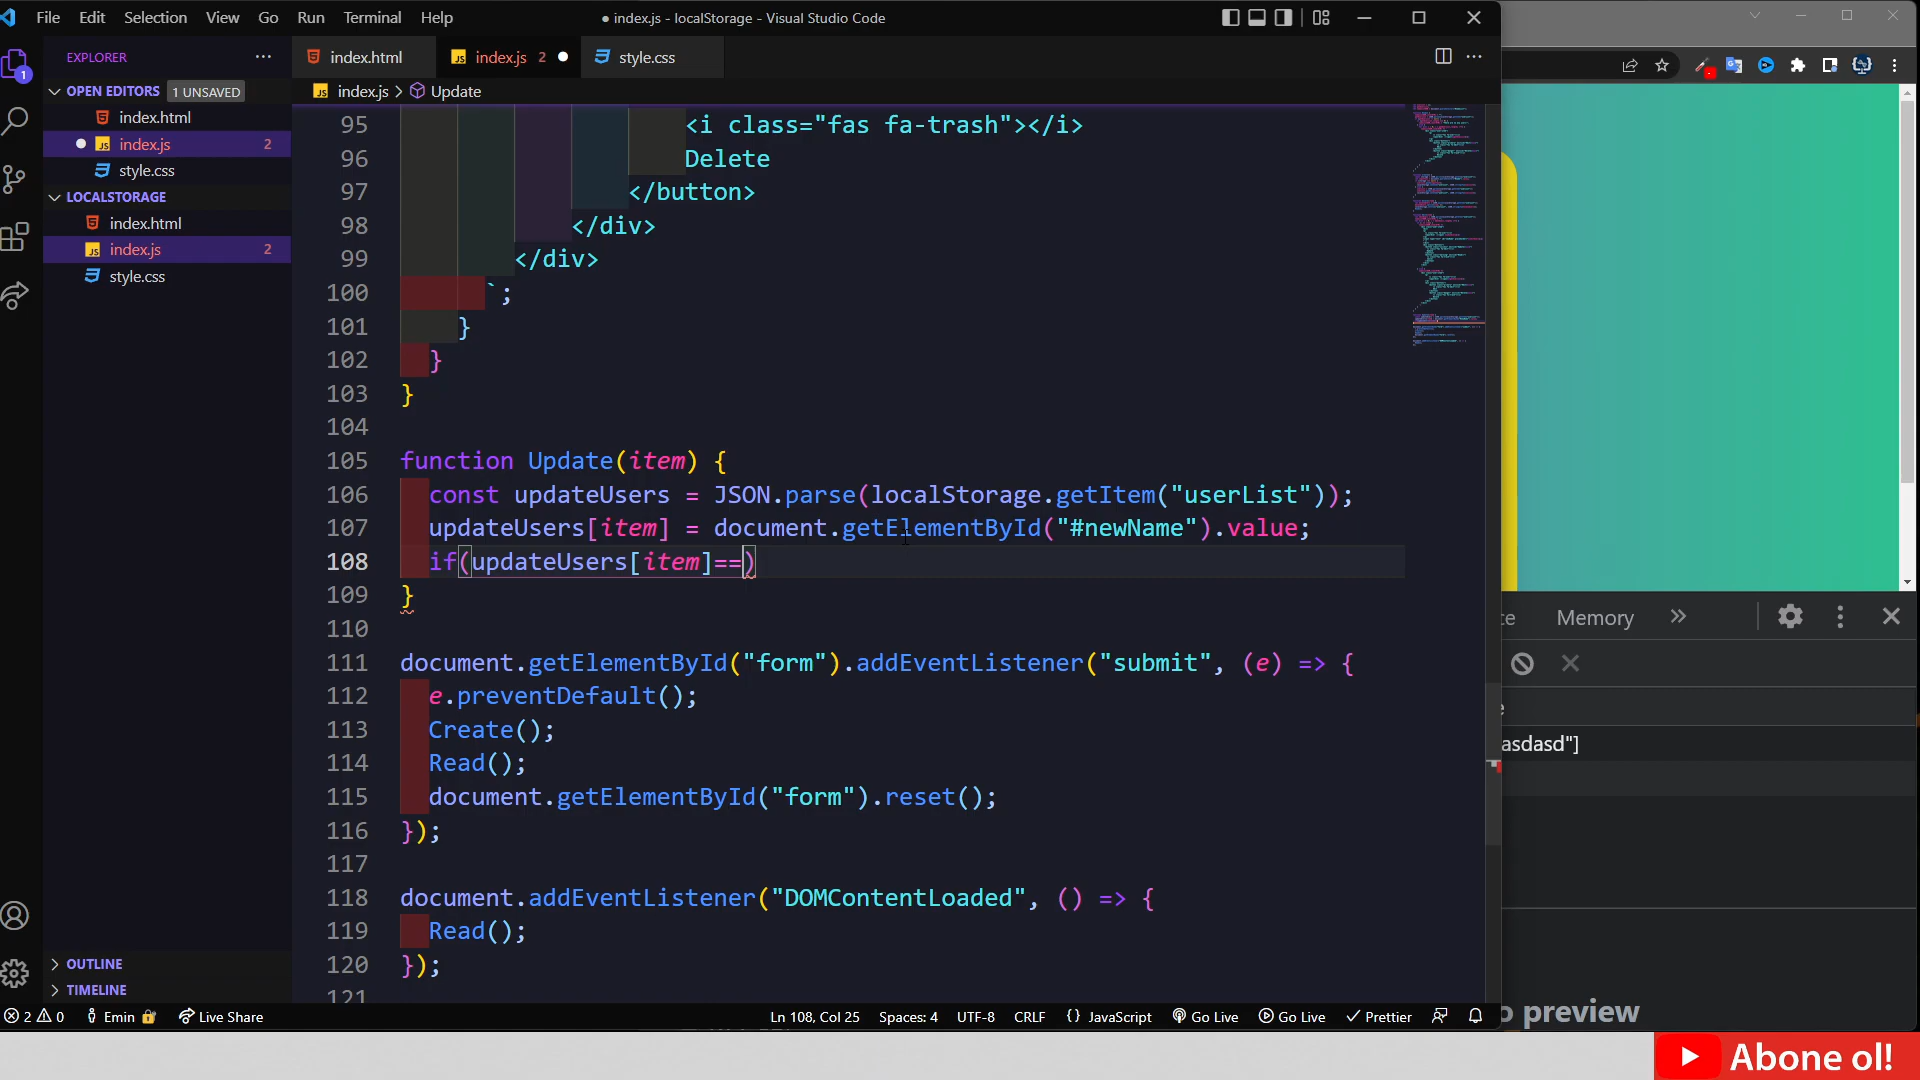 File Edit Selection View Go Run Terminal Help
● index.js - localStorage - Visual Studio Code
EXPLORER
index.html
index.js 2
style.css
OPEN EDITORS 1 UNSAVED
index.js > Update
index.html
index.js 2
style.css
LOCALSTORAGE
index.html
index.js 2
style.css
OUTLINE
TIMELINE
95 <i class="fas fa-trash"></i>
96 Delete
97 </button>
98 </div>
99 </div>
100 `;
101 }
102 }
103 }
104
105 function Update(item) {
106 const updateUsers = JSON.parse(localStorage.getItem("userList"));
107 updateUsers[item] = document.getElementById("#newName").value;
108 if(updateUsers[item]==)
109 }
110
111 document.getElementById("form").addEventListener("submit", (e) => {
112 e.preventDefault();
113 Create();
114 Read();
115 document.getElementById("form").reset();
116 });
117
118 document.addEventListener("DOMContentLoaded", () => {
119 Read();
120 });
121
Memory
asdasd"]
preview
2 0 Emin Live Share
Ln 108, Col 25 Spaces: 4 UTF-8 CRLF {} JavaScript Go Live Go Live Prettier
Abone ol!